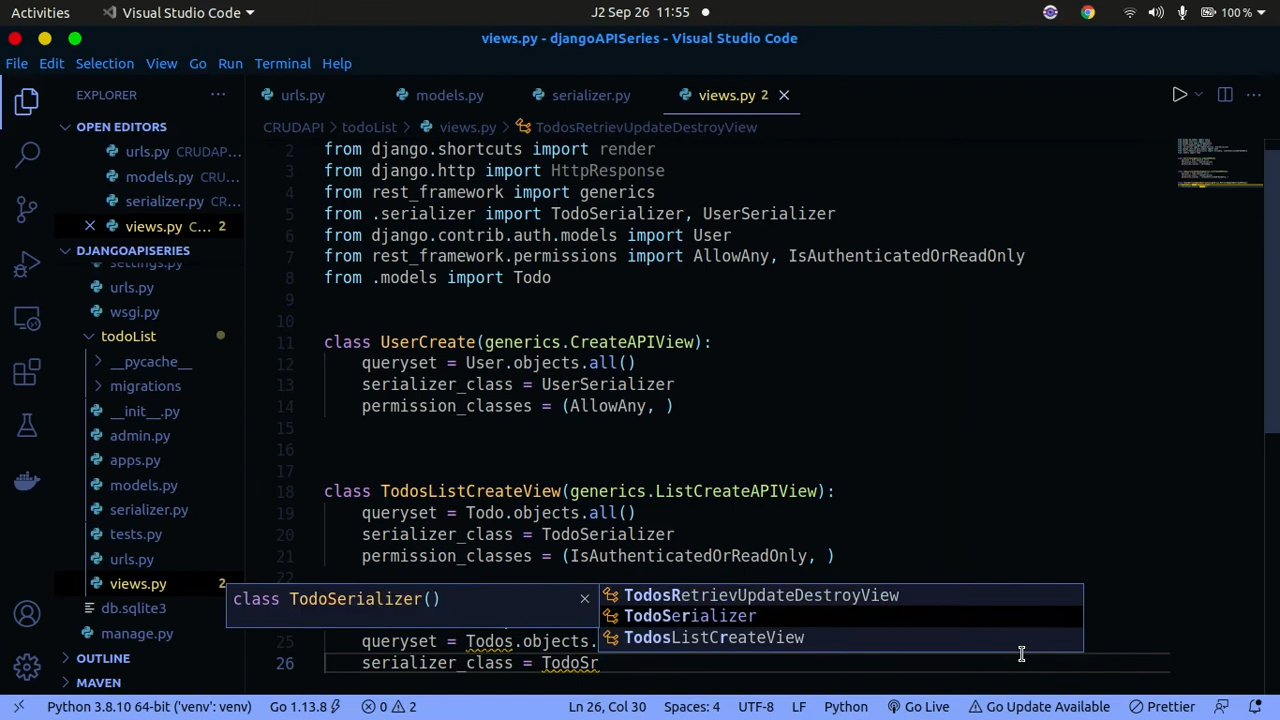 Activities
Visual Studio Code
J2 Sep 26 11:55
100 %
views.py - djangoAPISeries - Visual Studio Code
File Edit Selection View Go Run Terminal Help
EXPLORER
OPEN EDITORS
urls.py CRUDAP...
models.py CRU...
serializer.py CR...
views.py C... 2
DJANGOAPISERIES
settings.py
urls.py
wsgi.py
todoList
__pycache__
migrations
__init__.py
admin.py
apps.py
models.py
serializer.py
tests.py
urls.py
views.py 2
db.sqlite3
manage.py
OUTLINE
MAVEN
urls.py models.py serializer.py views.py 2
CRUDAPI todoList views.py TodosRetrievUpdateDestroyView
2 from django.shortcuts import render
3 from django.http import HttpResponse
4 from rest_framework import generics
5 from .serializer import TodoSerializer, UserSerializer
6 from django.contrib.auth.models import User
7 from rest_framework.permissions import AllowAny, IsAuthenticatedOrReadOnly
8 from .models import Todo
9
10
11 class UserCreate(generics.CreateAPIView):
12 queryset = User.objects.all()
13 serializer_class = UserSerializer
14 permission_classes = (AllowAny, )
15
16
17
18 class TodosListCreateView(generics.ListCreateAPIView):
19 queryset = Todo.objects.all()
20 serializer_class = TodoSerializer
21 permission_classes = (IsAuthenticatedOrReadOnly, )
22
class TodoSerializer()
TodosRetrievUpdateDestroyView
TodoSerializer
TodosListCreateView
25 queryset = Todos.objects.
26 serializer_class = TodoSr
Python 3.8.10 64-bit ('venv': venv) Go 1.13.8 0 2 Ln 26, Col 30 Spaces: 4 UTF-8 LF Python Go Live Go Update Available Prettier